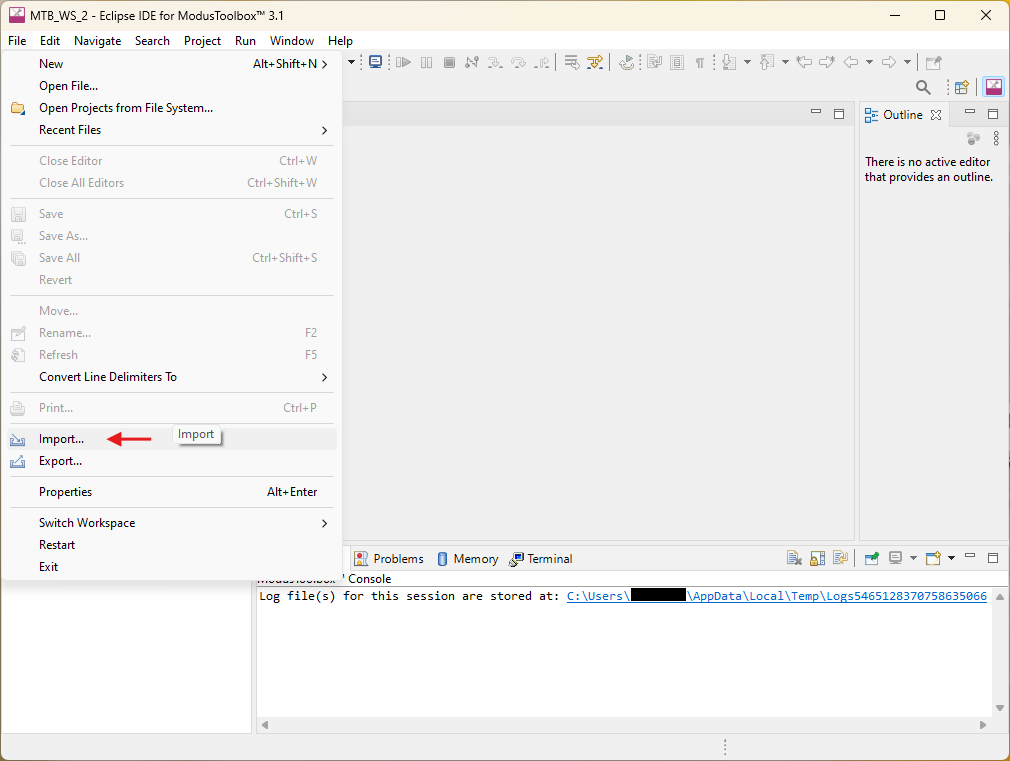 MTB_WS_2 - Eclipse IDE for ModusToolbox™ 3.1
File Edit Navigate Search Project Run Window Help
New Alt+Shift+N
Open File...
Open Projects from File System...
Recent Files
Close Editor Ctrl+W
Close All Editors Ctrl+Shift+W
Save Ctrl+S
Save As...
Save All Ctrl+Shift+S
Revert
Move...
Rename... F2
Refresh F5
Convert Line Delimiters To
Print... Ctrl+P
Import... Import
Export...
Properties Alt+Enter
Switch Workspace
Restart
Exit
Outline
There is no active editor
that provides an outline.
Problems Memory Terminal
ModusToolbox™ Console
Log file(s) for this session are stored at: C:\Users\ \AppData\Local\Temp\Logs5465128370758635066